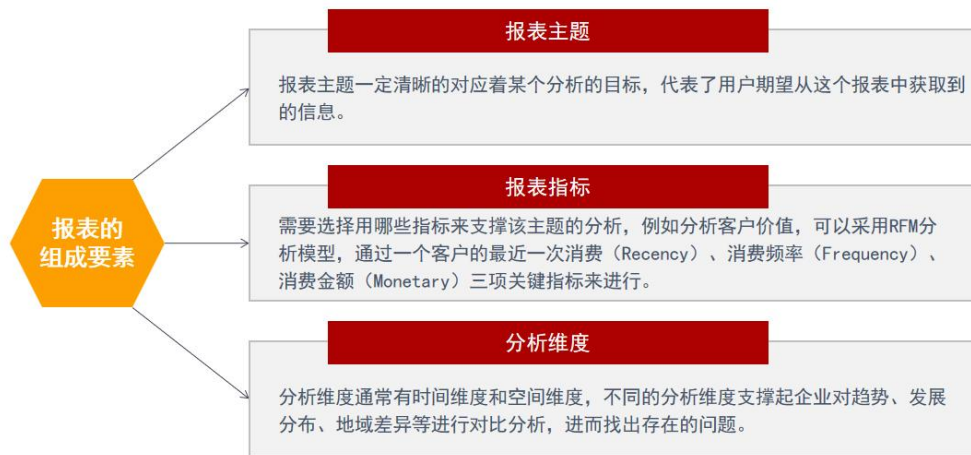 报表的
组成要素
报表主题
报表主题一定清晰的对应着某个分析的目标，代表了用户期望从这个报表中获取到
的信息。
报表指标
需要选择用哪些指标来支撑该主题的分析，例如分析客户价值，可以采用RFM分
析模型，通过一个客户的最近一次消费（Recency）、消费频率（Frequency）、
消费金额（Monetary）三项关键指标来进行。
分析维度
分析维度通常有时间维度和空间维度，不同的分析维度支撑起企业对趋势、发展
分布、地域差异等进行对比分析，进而找出存在的问题。